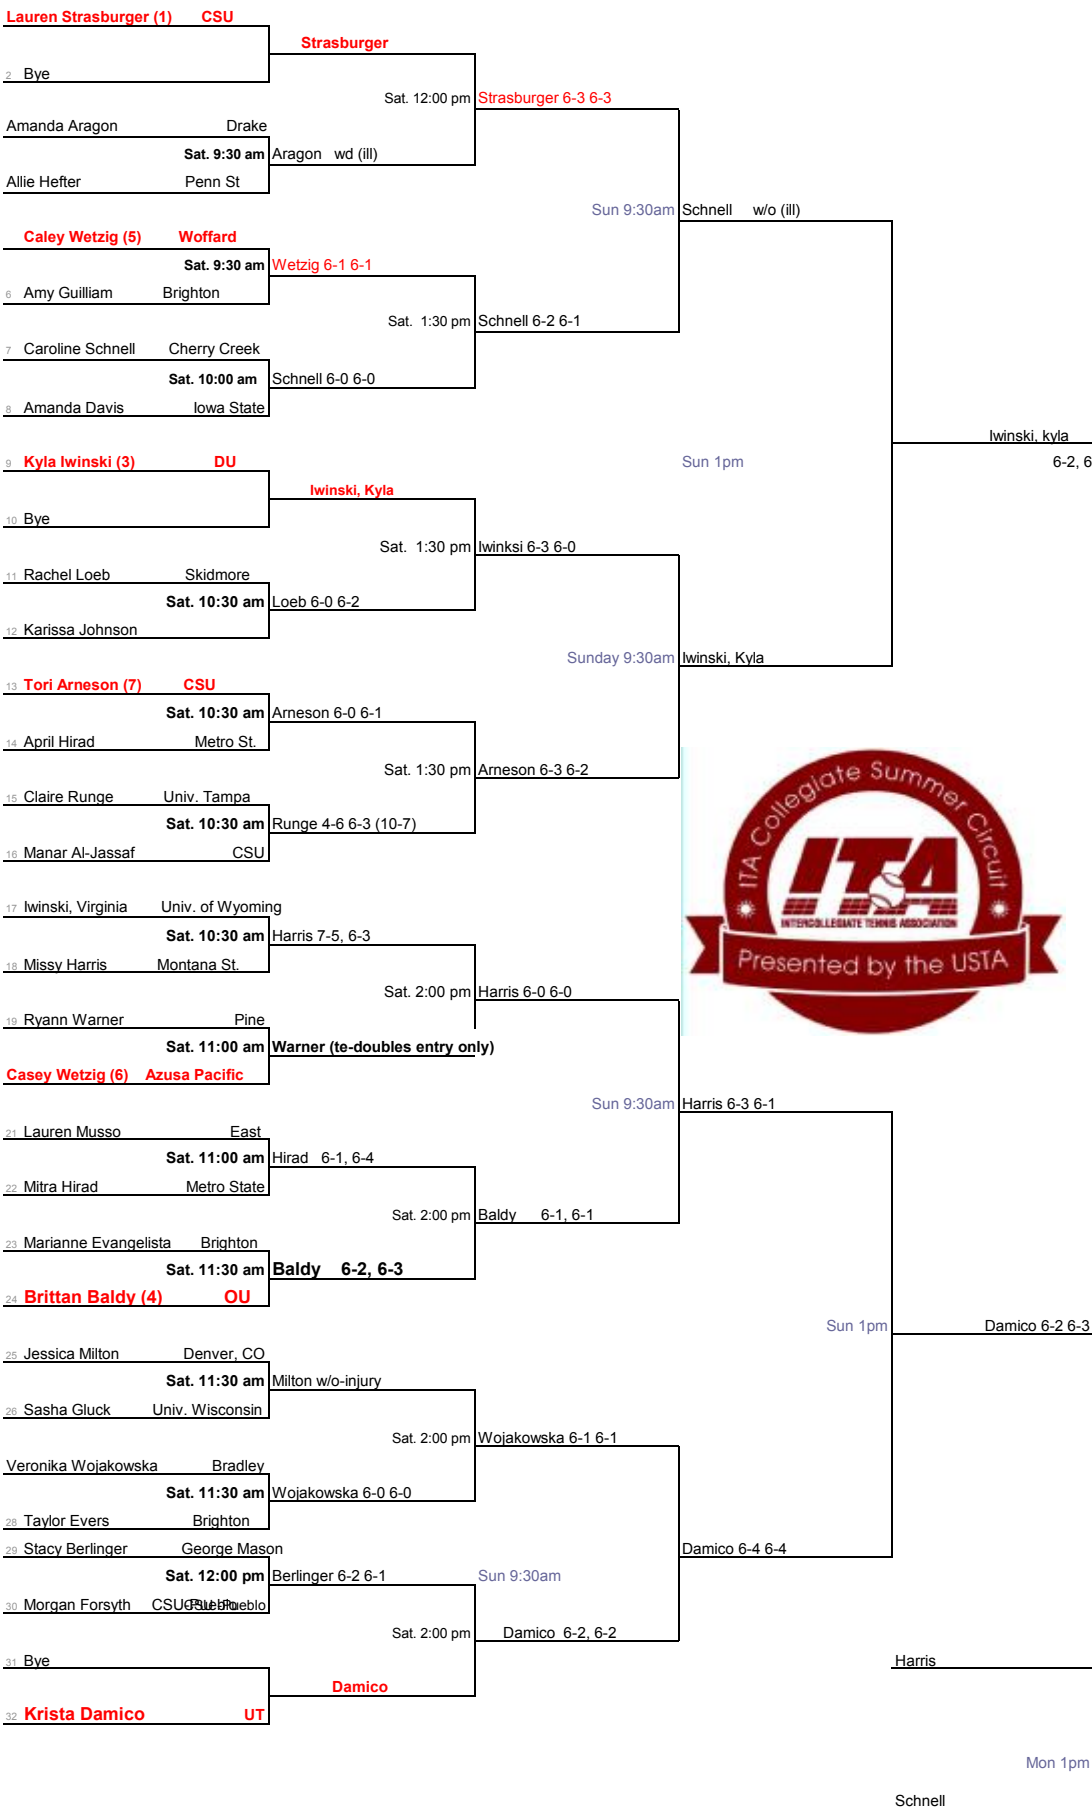 Lauren Strasburger (1) CSU
Strasburger
2 Bye
Sat. 12:00 pm Strasburger 6-3 6-3
Amanda Aragon Drake
Sat. 9:30 am Aragon wd (ill)
Allie Hefter Penn St
Sun 9:30am Schnell w/o (ill)
Caley Wetzig (5) Woffard
Sat. 9:30 am Wetzig 6-1 6-1
6 Amy Guilliam Brighton
Sat. 1:30 pm Schnell 6-2 6-1
7 Caroline Schnell Cherry Creek
Sat. 10:00 am Schnell 6-0 6-0
8 Amanda Davis Iowa State
Iwinski, kyla
9 Kyla Iwinski (3) DU
Sun 1pm
6-2, 6
Iwinski, Kyla
10 Bye
Sat. 1:30 pm Iwinksi 6-3 6-0
11 Rachel Loeb Skidmore
Sat. 10:30 am Loeb 6-0 6-2
12 Karissa Johnson
Sunday 9:30am Iwinski, Kyla
13 Tori Arneson (7) CSU
Sat. 10:30 am Arneson 6-0 6-1
14 April Hirad Metro St.
Sat. 1:30 pm Arneson 6-3 6-2
15 Claire Runge Univ. Tampa
Sat. 10:30 am Runge 4-6 6-3 (10-7)
16 Manar Al-Jassaf CSU
ITA Collegiate Summer Circuit
ITA
INTERCOLLEGIATE TENNIS ASSOCIATION
Presented by the USTA
17 Iwinski, Virginia Univ. of Wyoming
Sat. 10:30 am Harris 7-5, 6-3
18 Missy Harris Montana St.
Sat. 2:00 pm Harris 6-0 6-0
19 Ryann Warner Pine
Sat. 11:00 am Warner (te-doubles entry only)
Casey Wetzig (6) Azusa Pacific
Sun 9:30am Harris 6-3 6-1
21 Lauren Musso East
Sat. 11:00 am Hirad 6-1, 6-4
22 Mitra Hirad Metro State
Sat. 2:00 pm Baldy 6-1, 6-1
23 Marianne Evangelista Brighton
Sat. 11:30 am Baldy 6-2, 6-3
24 Brittan Baldy (4) OU
Sun 1pm Damico 6-2 6-3
25 Jessica Milton Denver, CO
Sat. 11:30 am Milton w/o-injury
26 Sasha Gluck Univ. Wisconsin
Sat. 2:00 pm Wojakowska 6-1 6-1
Veronika Wojakowska Bradley
Sat. 11:30 am Wojakowska 6-0 6-0
28 Taylor Evers Brighton
29 Stacy Berlinger George Mason
Damico 6-4 6-4
Sat. 12:00 pm Berlinger 6-2 6-1
Sun 9:30am
30 Morgan Forsyth CSU-Pueblo
Sat. 2:00 pm Damico 6-2, 6-2
31 Bye
Harris
Damico
32 Krista Damico UT
Mon 1pm
Schnell